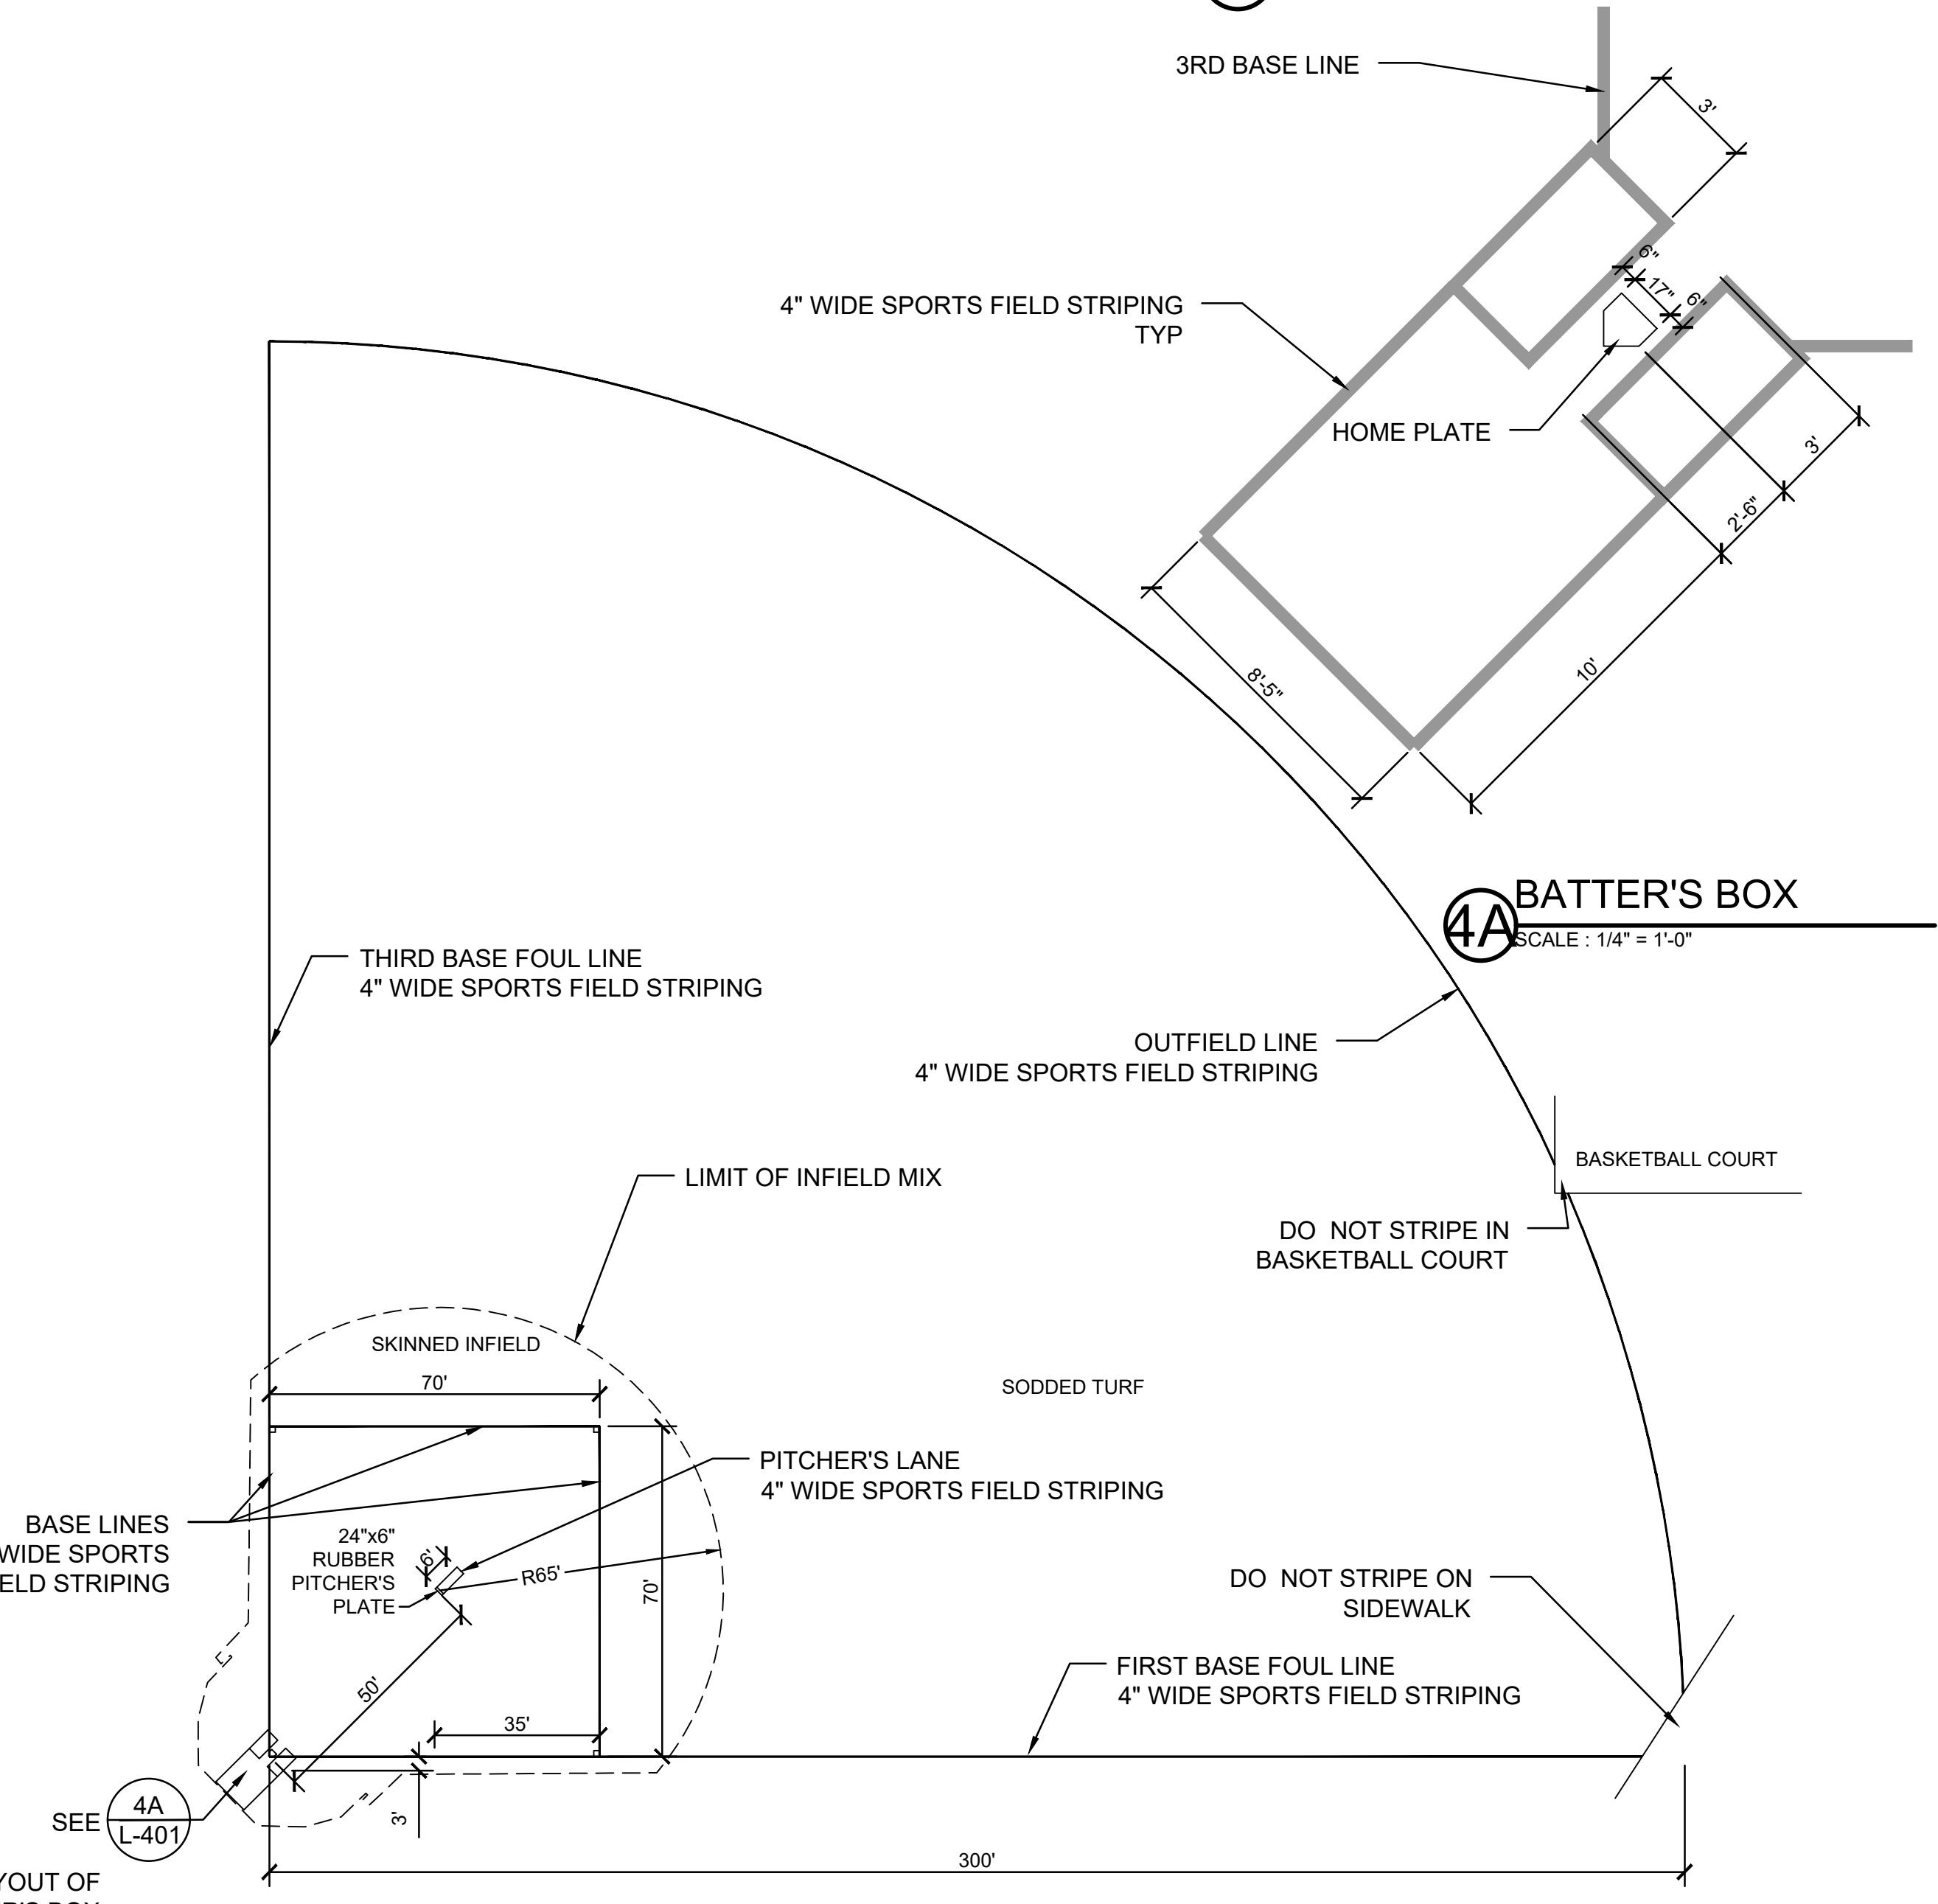 3RD BASE LINE
3'
4" WIDE SPORTS FIELD STRIPING
TYP
6"
17"
6"
HOME PLATE
3'
2'-6"
10'
8'-5"
4A
BATTER'S BOX
SCALE : 1/4" = 1'-0"
THIRD BASE FOUL LINE
4" WIDE SPORTS FIELD STRIPING
OUTFIELD LINE
4" WIDE SPORTS FIELD STRIPING
BASKETBALL COURT
LIMIT OF INFIELD MIX
DO  NOT STRIPE IN
BASKETBALL COURT
SKINNED INFIELD
70'
SODDED TURF
PITCHER'S LANE
4" WIDE SPORTS FIELD STRIPING
BASE LINES
WIDE SPORTS
ELD STRIPING
24"x6"
RUBBER
PITCHER'S
PLATE
6'
R65'
70'
DO  NOT STRIPE ON
SIDEWALK
FIRST BASE FOUL LINE
4" WIDE SPORTS FIELD STRIPING
50'
35'
3'
SEE
4A
L-401
300'
YOUT OF